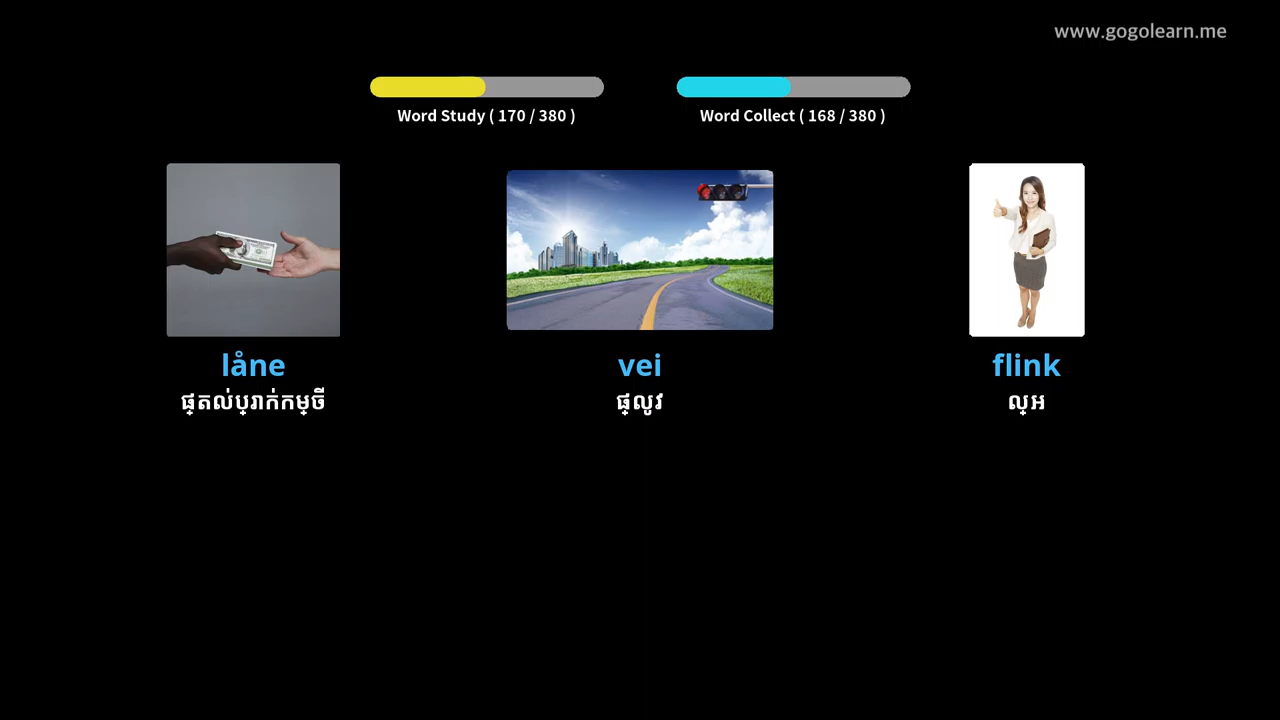 www.gogolearn.me
Word Study ( 170 / 380 )
Word Collect ( 168 / 380 )
låne
vei
flink
ផ្តល់ប្រាក់កម្ចី
ផ្លូវ
ល្អ